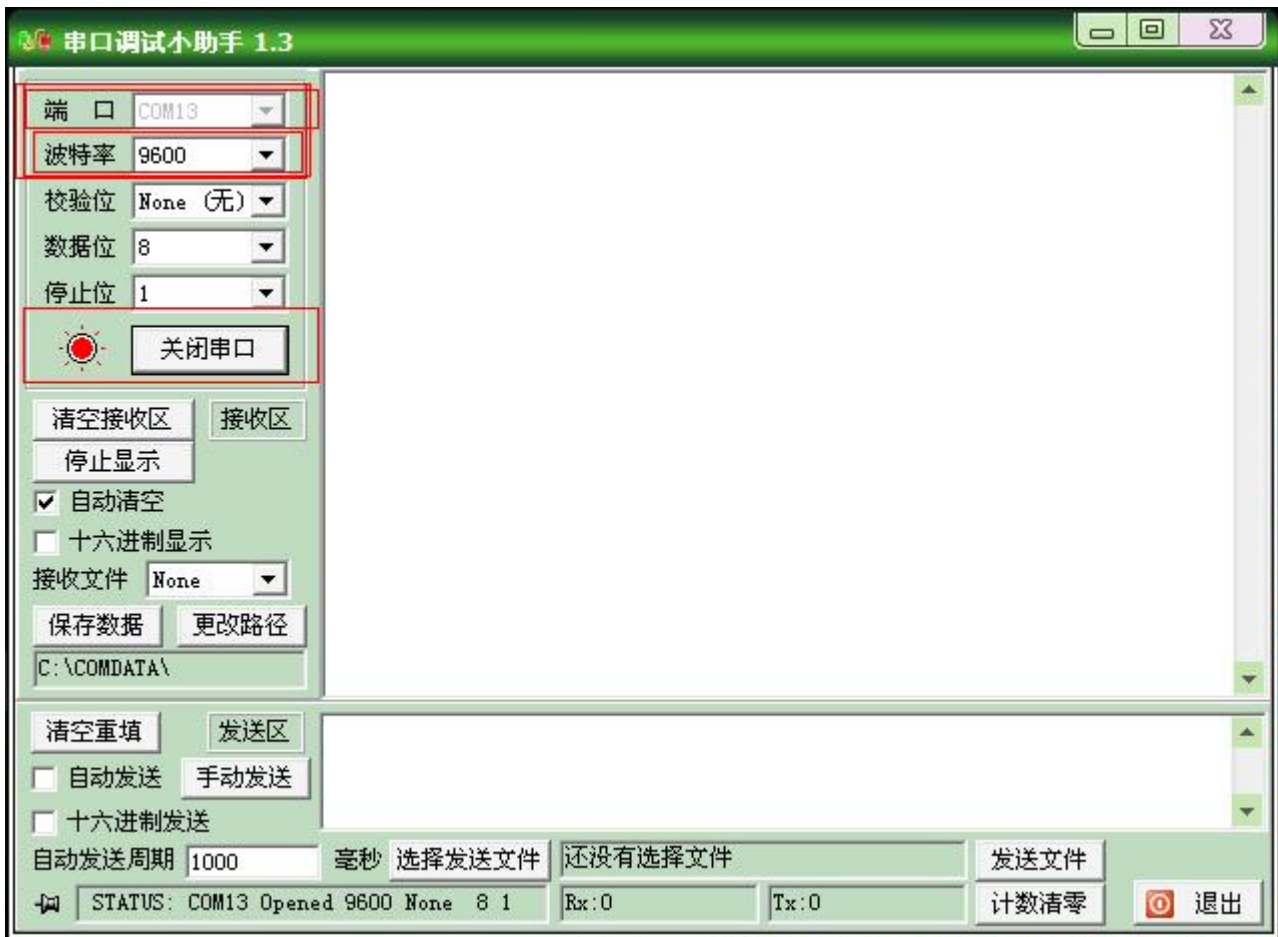 串口调试小助手 1.3
端 口 COM13
波特率 9600
校验位 None (无)
数据位 8
停止位 1
关闭串口
清空接收区 接收区
停止显示
自动清空
十六进制显示
接收文件 None
保存数据 更改路径
C:\COMDATA\
清空重填 发送区
自动发送 手动发送
十六进制发送
自动发送周期 1000 毫秒 选择发送文件 还没有选择文件 发送文件
STATUS: COM13 Opened 9600 None 8 1 Rx:0 Tx:0 计数清零 退出